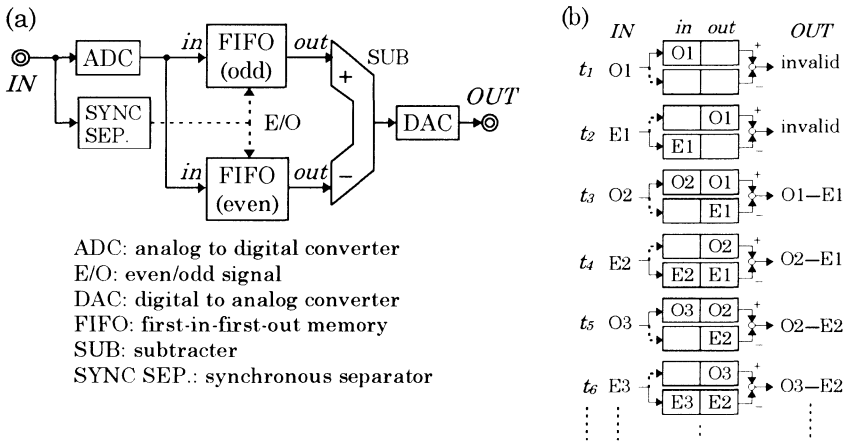 (a)
IN
ADC
SYNC
SEP.
in
FIFO
(odd)
out
E/O
in
FIFO
(even)
out
+
−
SUB
DAC
OUT
ADC: analog to digital converter
E/O: even/odd signal
DAC: digital to analog converter
FIFO: first-in-first-out memory
SUB: subtracter
SYNC SEP.: synchronous separator
(b)
IN in out OUT
t1 O1 O1 + − invalid
t2 E1 O1 E1 + − invalid
t3 O2 O2 O1 E1 + − O1—E1
t4 E2 O2 E2 E1 + − O2—E1
t5 O3 O3 O2 E2 + − O2—E2
t6 E3 O3 E3 E2 + − O3—E2